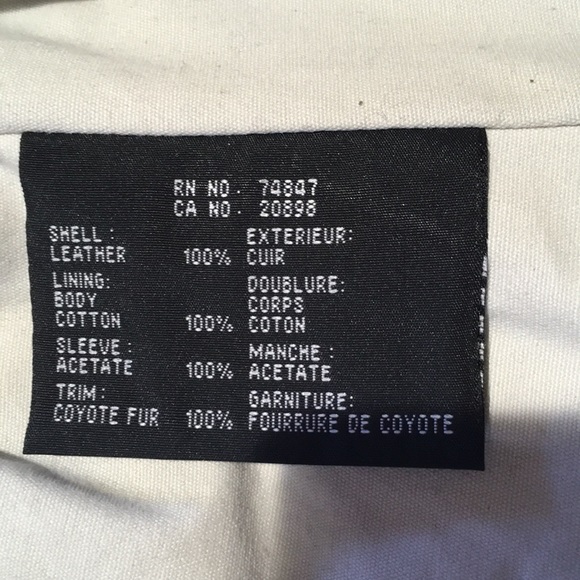 RN NO. 74847
CA NO. 20898
SHELL: EXTERIEUR:
LEATHER 100% CUIR
LINING: DOUBLURE:
BODY CORPS
COTTON 100% COTON
SLEEVE: MANCHE:
ACETATE 100% ACETATE
TRIM: GARNITURE:
COYOTE FUR 100% FOURRURE DE COYOTE